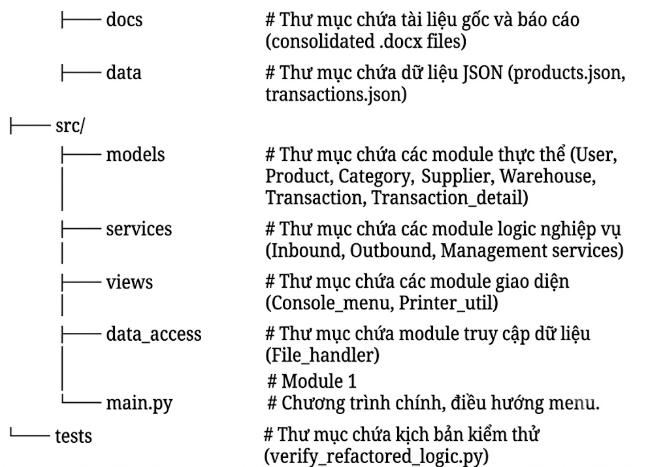 ├── docs # Thư mục chứa tài liệu gốc và báo cáo
(consolidated .docx files)
├── data # Thư mục chứa dữ liệu JSON (products.json,
transactions.json)
├── src/
├── models # Thư mục chứa các module thực thể (User,
Product, Category, Supplier, Warehouse,
Transaction, Transaction_detail)
├── services # Thư mục chứa các module logic nghiệp vụ
(Inbound, Outbound, Management services)
├── views # Thư mục chứa các module giao diện
(Console_menu, Printer_util)
├── data_access # Thư mục chứa module truy cập dữ liệu
(File_handler)
# Module 1
└── main.py # Chương trình chính, điều hướng menu.
└── tests # Thư mục chứa kịch bản kiểm thử
(verify_refactored_logic.py)